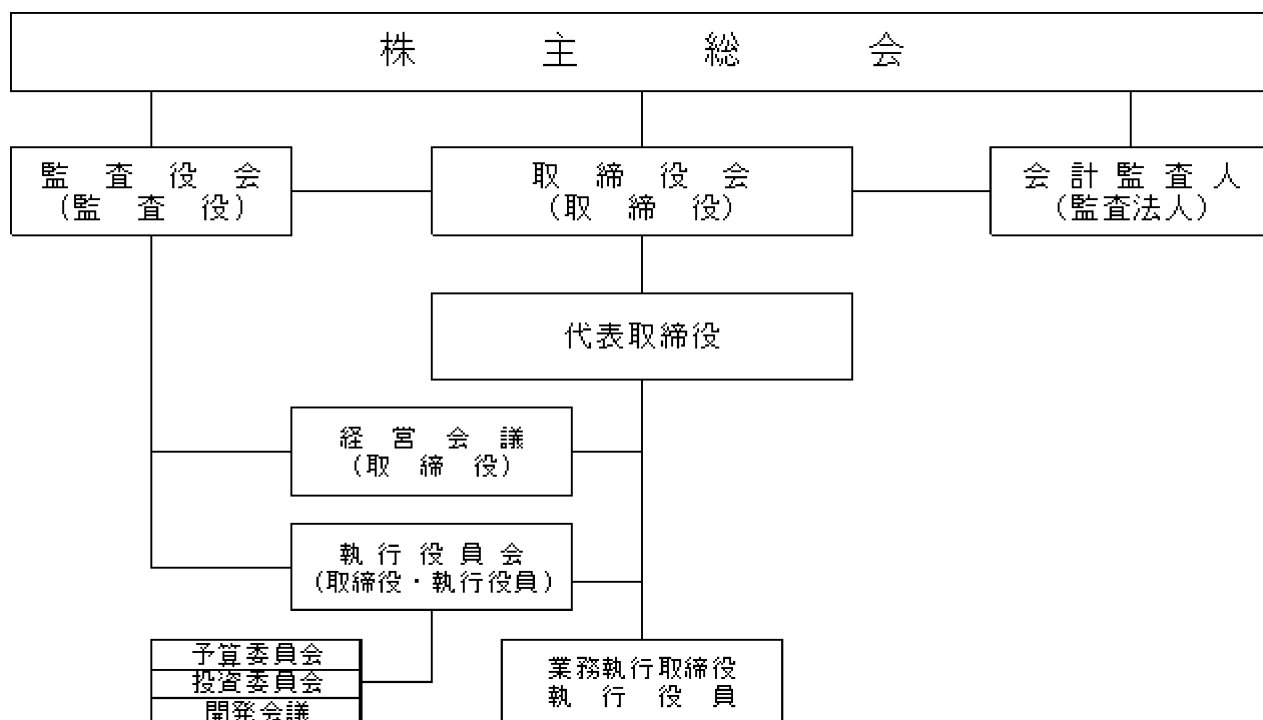 株主総会
監査役会
(監査役)
取締役会
(取締役)
会計監査人
(監査法人)
代表取締役
経営会議
(取締役)
執行役員会
(取締役・執行役員)
予算委員会
投資委員会
開発会議
業務執行取締役
執行役員